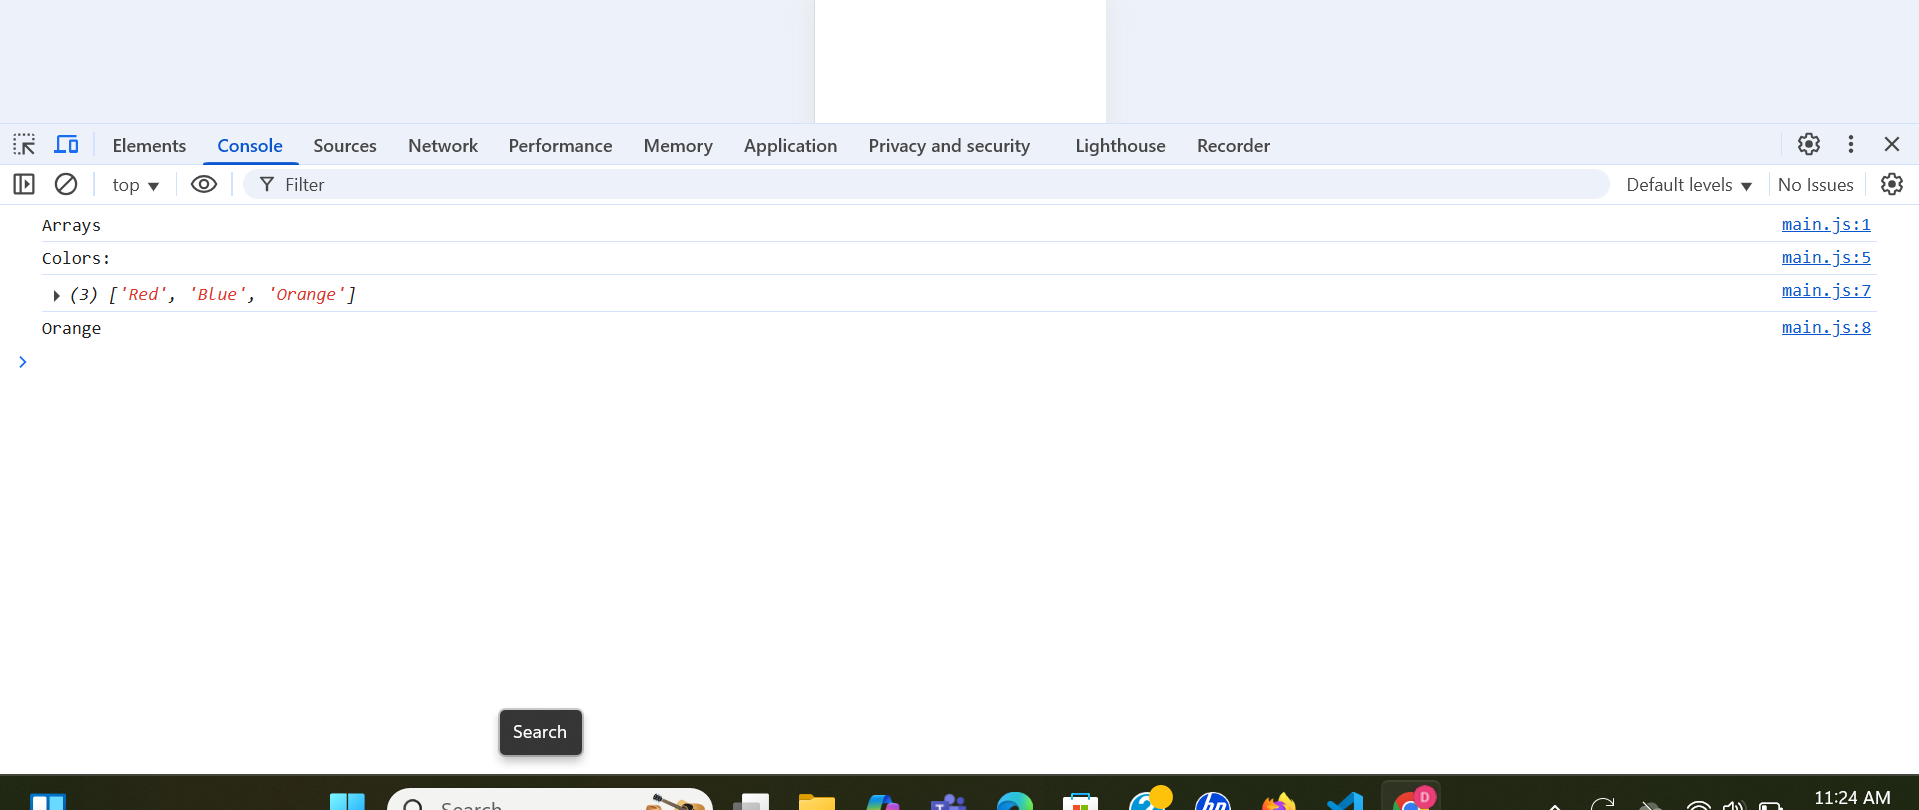 Elements Console Sources Network Performance Memory Application Privacy and security Lighthouse Recorder
top Filter Default levels No Issues
Arrays main.js:1
Colors: main.js:5
(3) ['Red', 'Blue', 'Orange'] main.js:7
Orange main.js:8
Search
Search hp D 11:24 AM